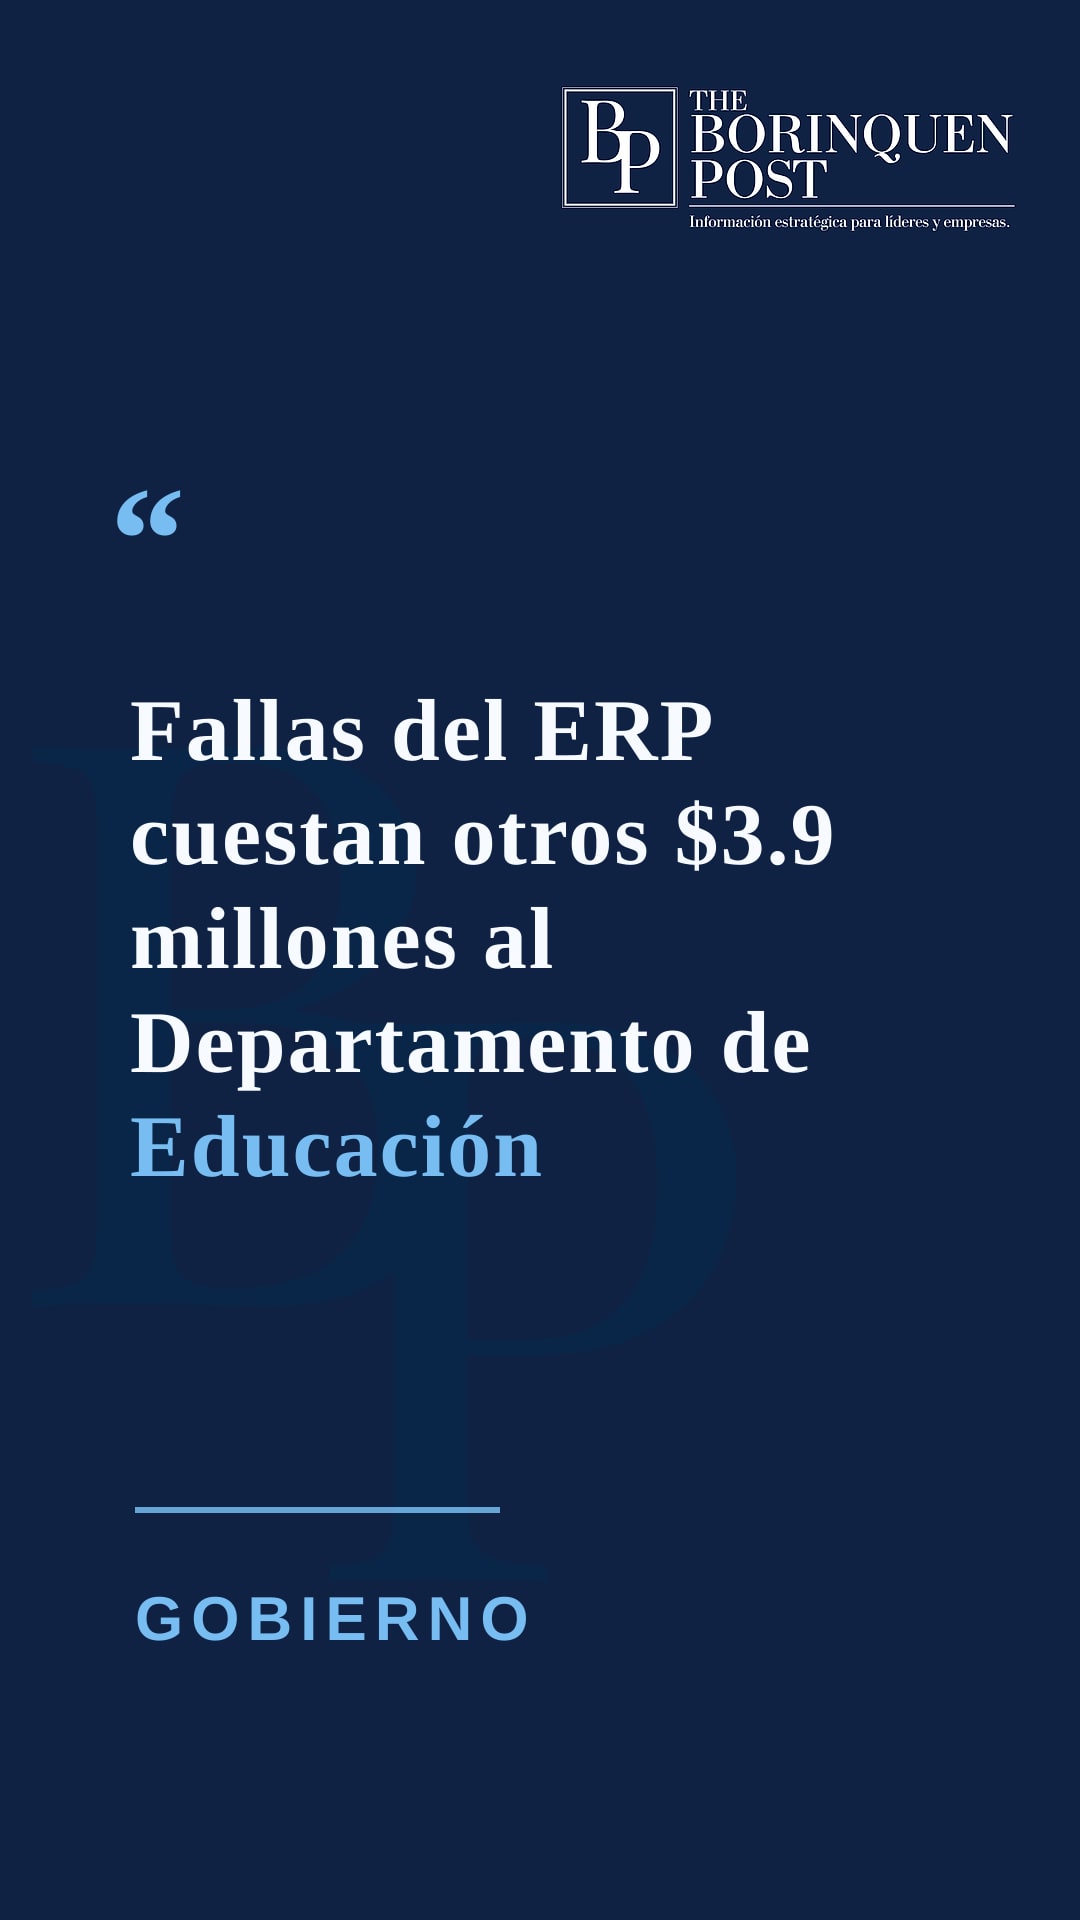 BP
THE
BORINQUEN
POST
Información estratégica para líderes y empresas.
“
Fallas del ERP
cuestan otros $3.9
millones al
Departamento de
Educación
GOBIERNO